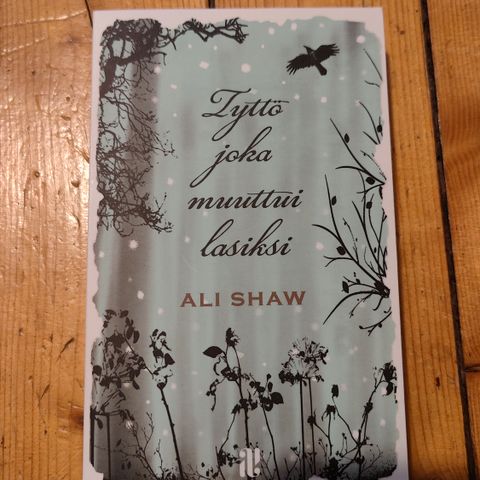 Tyttö
joka
muuttui
lasiksi
ALI SHAW